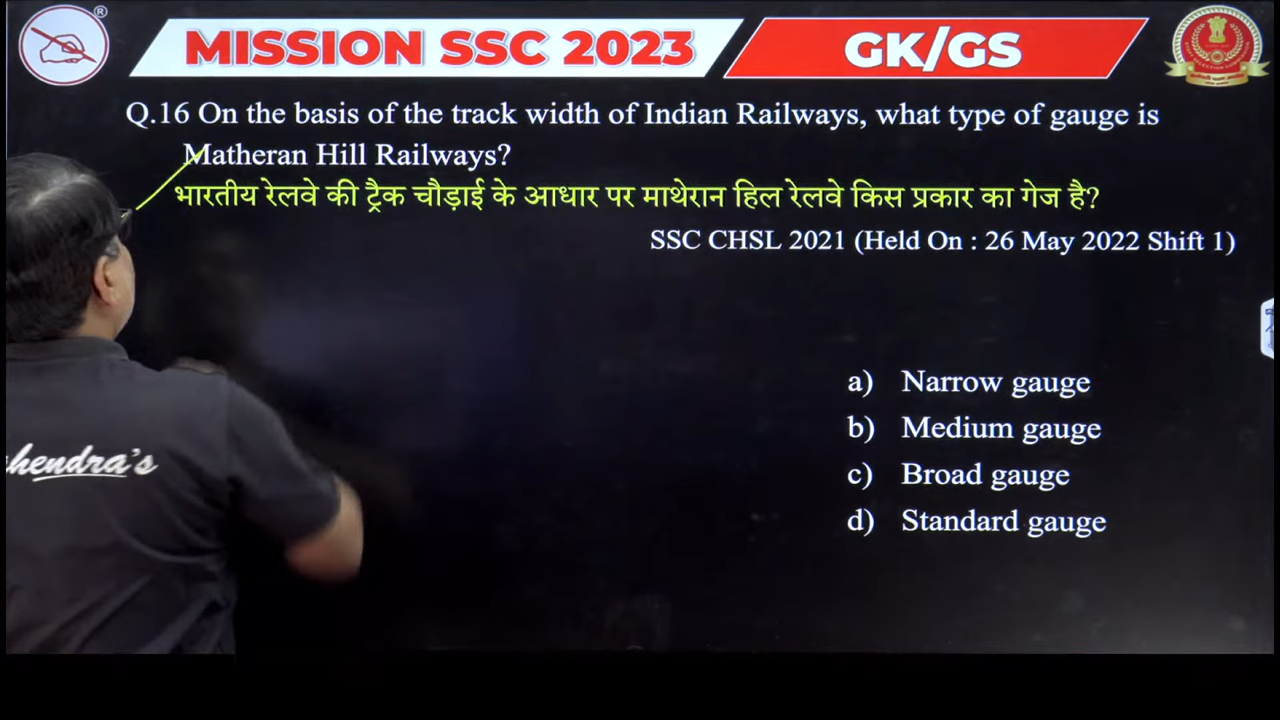 MISSION SSC 2023
GK/GS
Q.16 On the basis of the track width of Indian Railways, what type of gauge is
Matheran Hill Railways?
भारतीय रेलवे की ट्रैक चौड़ाई के आधार पर माथेरान हिल रेलवे किस प्रकार का गेज है?
SSC CHSL 2021 (Held On : 26 May 2022 Shift 1)
a) Narrow gauge
b) Medium gauge
c) Broad gauge
d) Standard gauge
hendra's